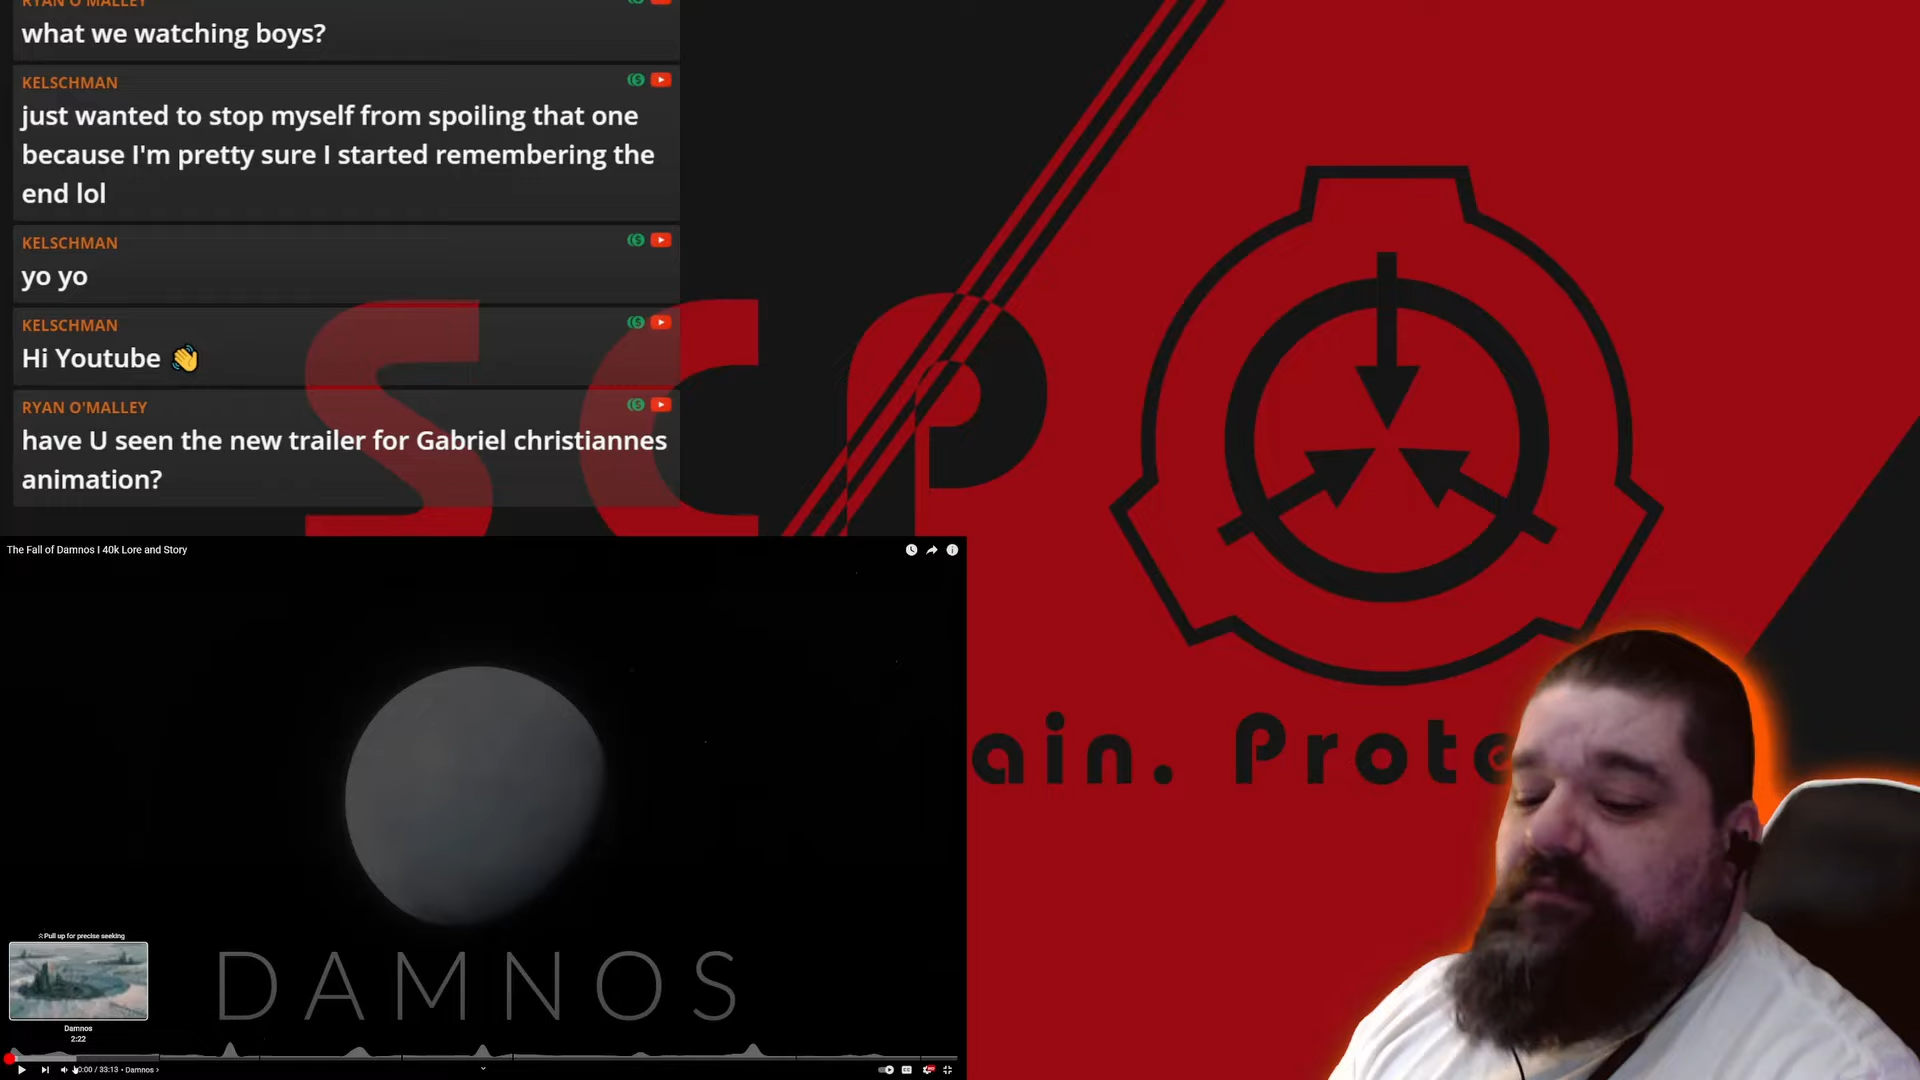 RYAN O'MALLEY
what we watching boys?
KELSCHMAN
just wanted to stop myself from spoiling that one
because I'm pretty sure I started remembering the
end lol
KELSCHMAN
yo yo
KELSCHMAN
Hi Youtube 👋
RYAN O'MALLEY
have U seen the new trailer for Gabriel christiannes
animation?
SCP
ain. Prote
The Fall of Damnos I 40k Lore and Story
Pull up for precise seeking
DAMNOS
Damnos
2:22
0:00 / 33:13 • Damnos ›